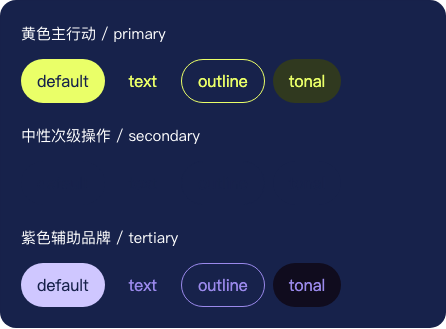 黄色主行动 / primary
default text outline tonal
中性次级操作 / secondary
紫色辅助品牌 / tertiary
default text outline tonal